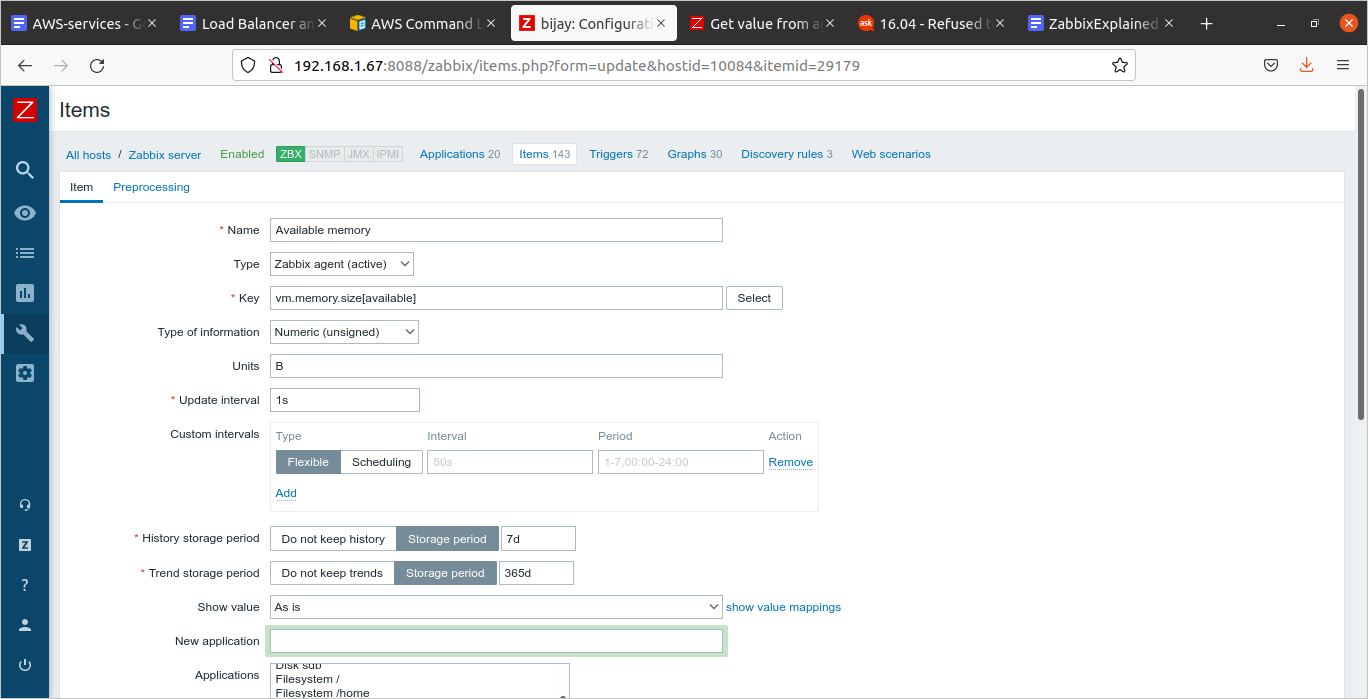 AWS-services - G
Load Balancer an
AWS Command L
bijay: Configurati
Get value from a
16.04 - Refused t
ZabbixExplained
192.168.1.67:8088/zabbix/items.php?form=update&hostid=10084&itemid=29179
Z
Items
All hosts / Zabbix server Enabled ZBX SNMP JMX IPMI Applications 20 Items 143 Triggers 72 Graphs 30 Discovery rules 3 Web scenarios
Item Preprocessing
* Name Available memory
Type Zabbix agent (active)
* Key vm.memory.size[available] Select
Type of information Numeric (unsigned)
Units B
* Update interval 1s
Custom intervals Type Interval Period Action
Flexible Scheduling 50s 1-7,00:00-24:00 Remove
Add
* History storage period Do not keep history Storage period 7d
* Trend storage period Do not keep trends Storage period 365d
Show value As is show value mappings
New application
Applications Disk sdb
Filesystem /
Filesystem /home